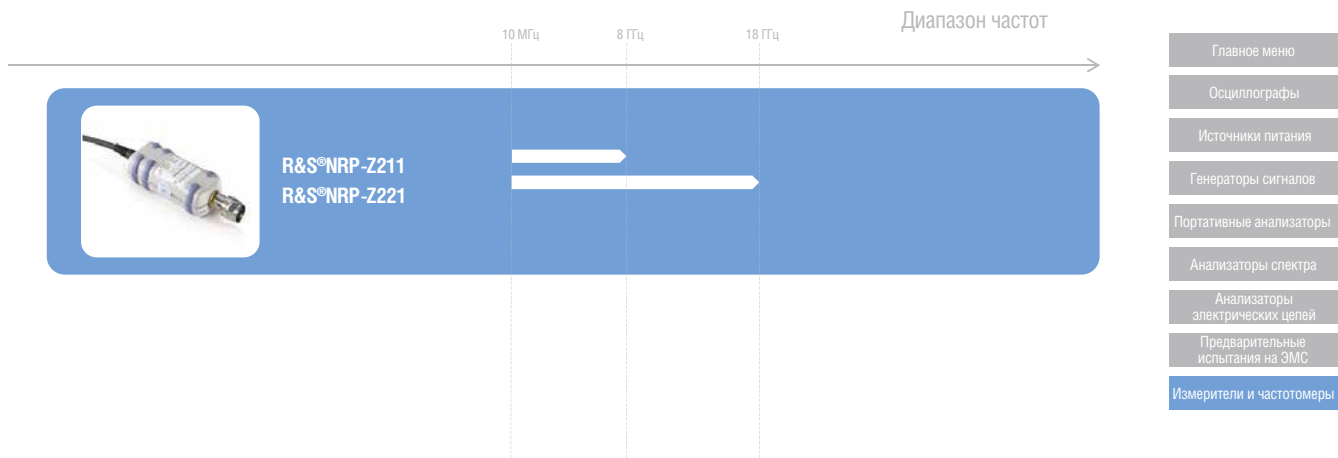 Диапазон частот
10 МГц
8 ГГц
18 ГГц
R&S®NRP-Z211
R&S®NRP-Z221
Главное меню
Осциллографы
Источники питания
Генераторы сигналов
Портативные анализаторы
Анализаторы спектра
Анализаторы
электрических цепей
Предварительные
испытания на ЭМС
Измерители и частотомеры